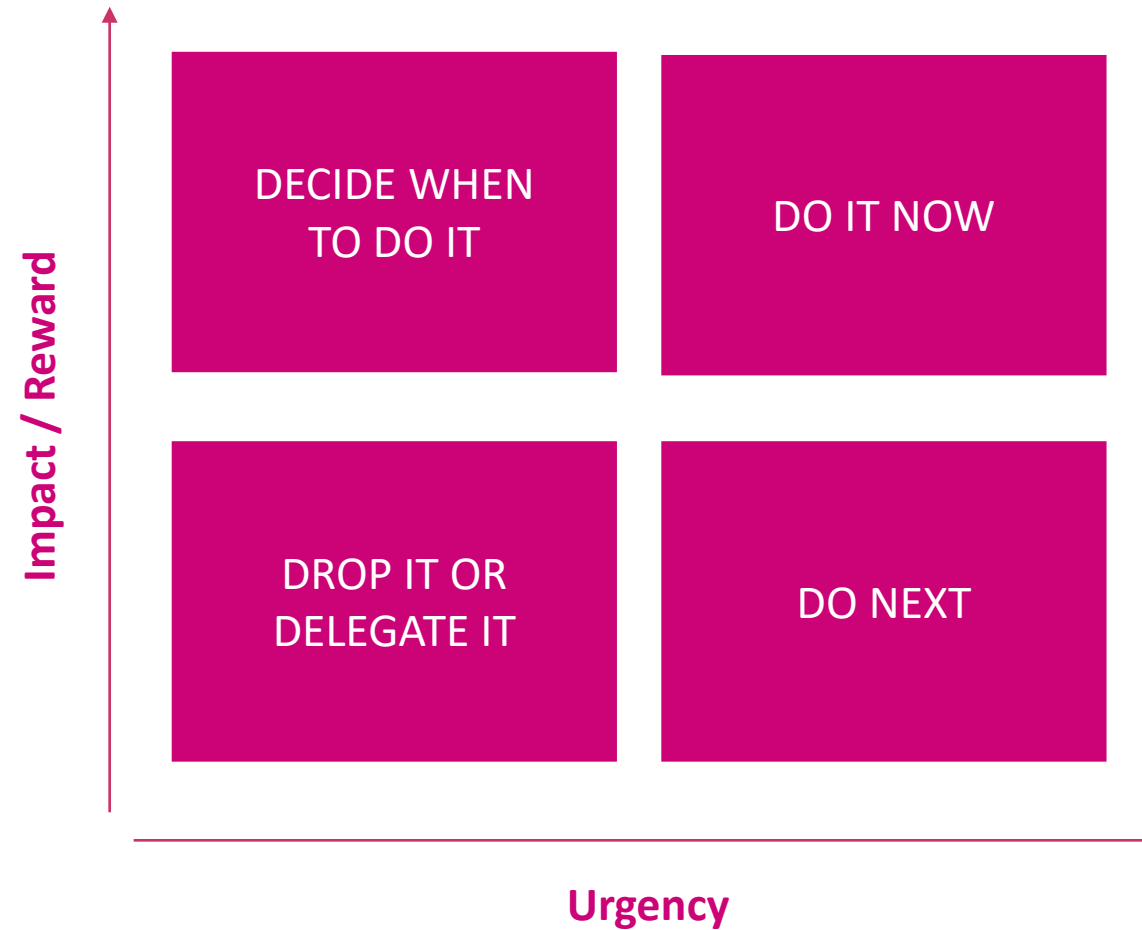 DECIDE WHEN
TO DO IT
DO IT NOW
Impact / Reward
DROP IT OR
DELEGATE IT
DO NEXT
Urgency